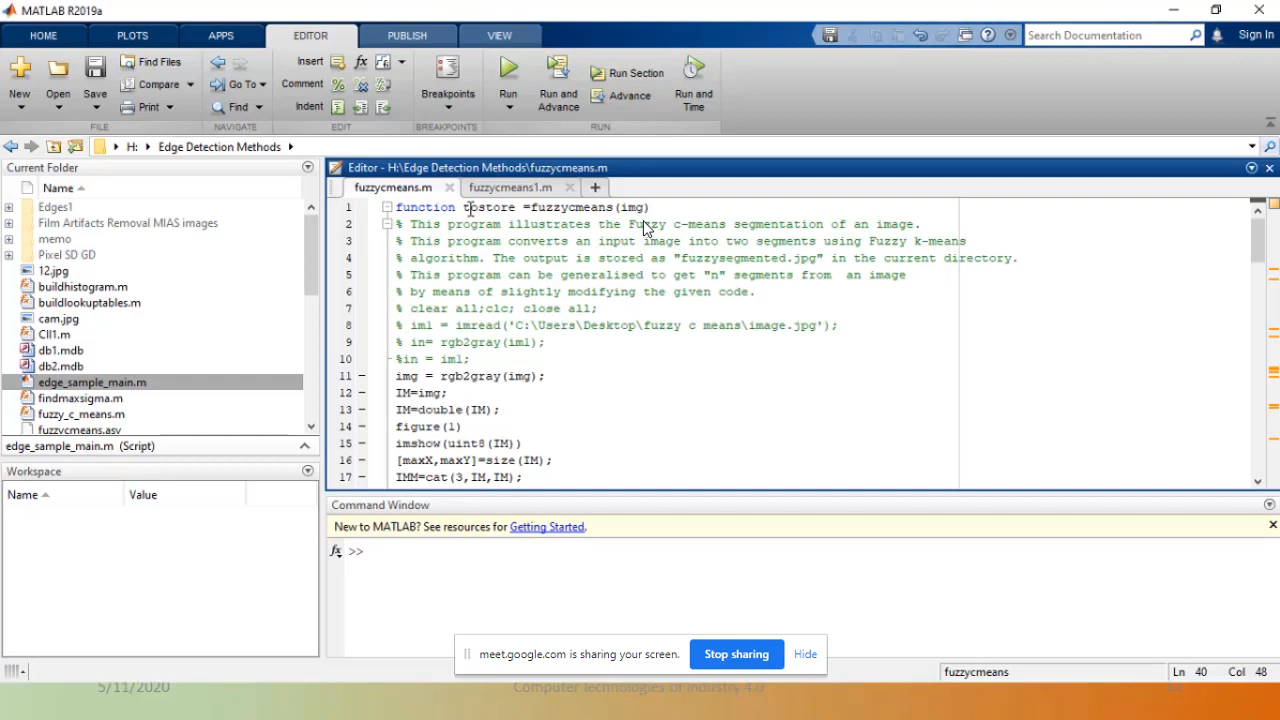 MATLAB R2019a
HOME PLOTS APPS EDITOR PUBLISH VIEW Search Documentation Sign In
New Open Save Find Files Compare Print Go To Find Insert Comment Indent Breakpoints Run Run and Advance Run Section Advance Run and Time
FILE NAVIGATE EDIT BREAKPOINTS RUN
H: Edge Detection Methods
Current Folder
Name
Edges1
Film Artifacts Removal MIAS images
memo
Pixel SD GD
12.jpg
buildhistogram.m
buildlookuptables.m
cam.jpg
db1.mdb
db2.mdb
edge_sample_main.m
findmaxsigma.m
fuzzy_c_means.m
fuzzycmeans.asv
edge_sample_main.m (Script)
Workspace
Name Value
Editor - H:\Edge Detection Methods\fuzzycmeans.m
fuzzycmeans.m fuzzycmeans1.m
1 function tostore =fuzzycmeans(img)
2 % This program illustrates the Fuzzy c-means segmentation of an image.
3 % This program converts an input image into two segments using Fuzzy k-means
4 % algorithm. The output is stored as "fuzzysegmented.jpg" in the current directory.
5 % This program can be generalised to get "n" segments from an image
6 % by means of slightly modifying the given code.
7 % clear all;clc; close all;
8 % im1 = imread('C:\Users\Desktop\fuzzy c means\image.jpg');
9 % in= rgb2gray(im1);
10 %in = im1;
11 img = rgb2gray(img);
12 IM=img;
13 IM=double(IM);
14 figure(1)
15 imshow(uint8(IM))
16 [maxX,maxY]=size(IM);
17 IMM=cat(3,IM,IM);
Command Window
New to MATLAB? See resources for Getting Started.
fx >>
meet.google.com is sharing your screen. Stop sharing Hide
fuzzycmeans Ln 40 Col 48
5/11/2020 Computer Technologies of Industry 4.0